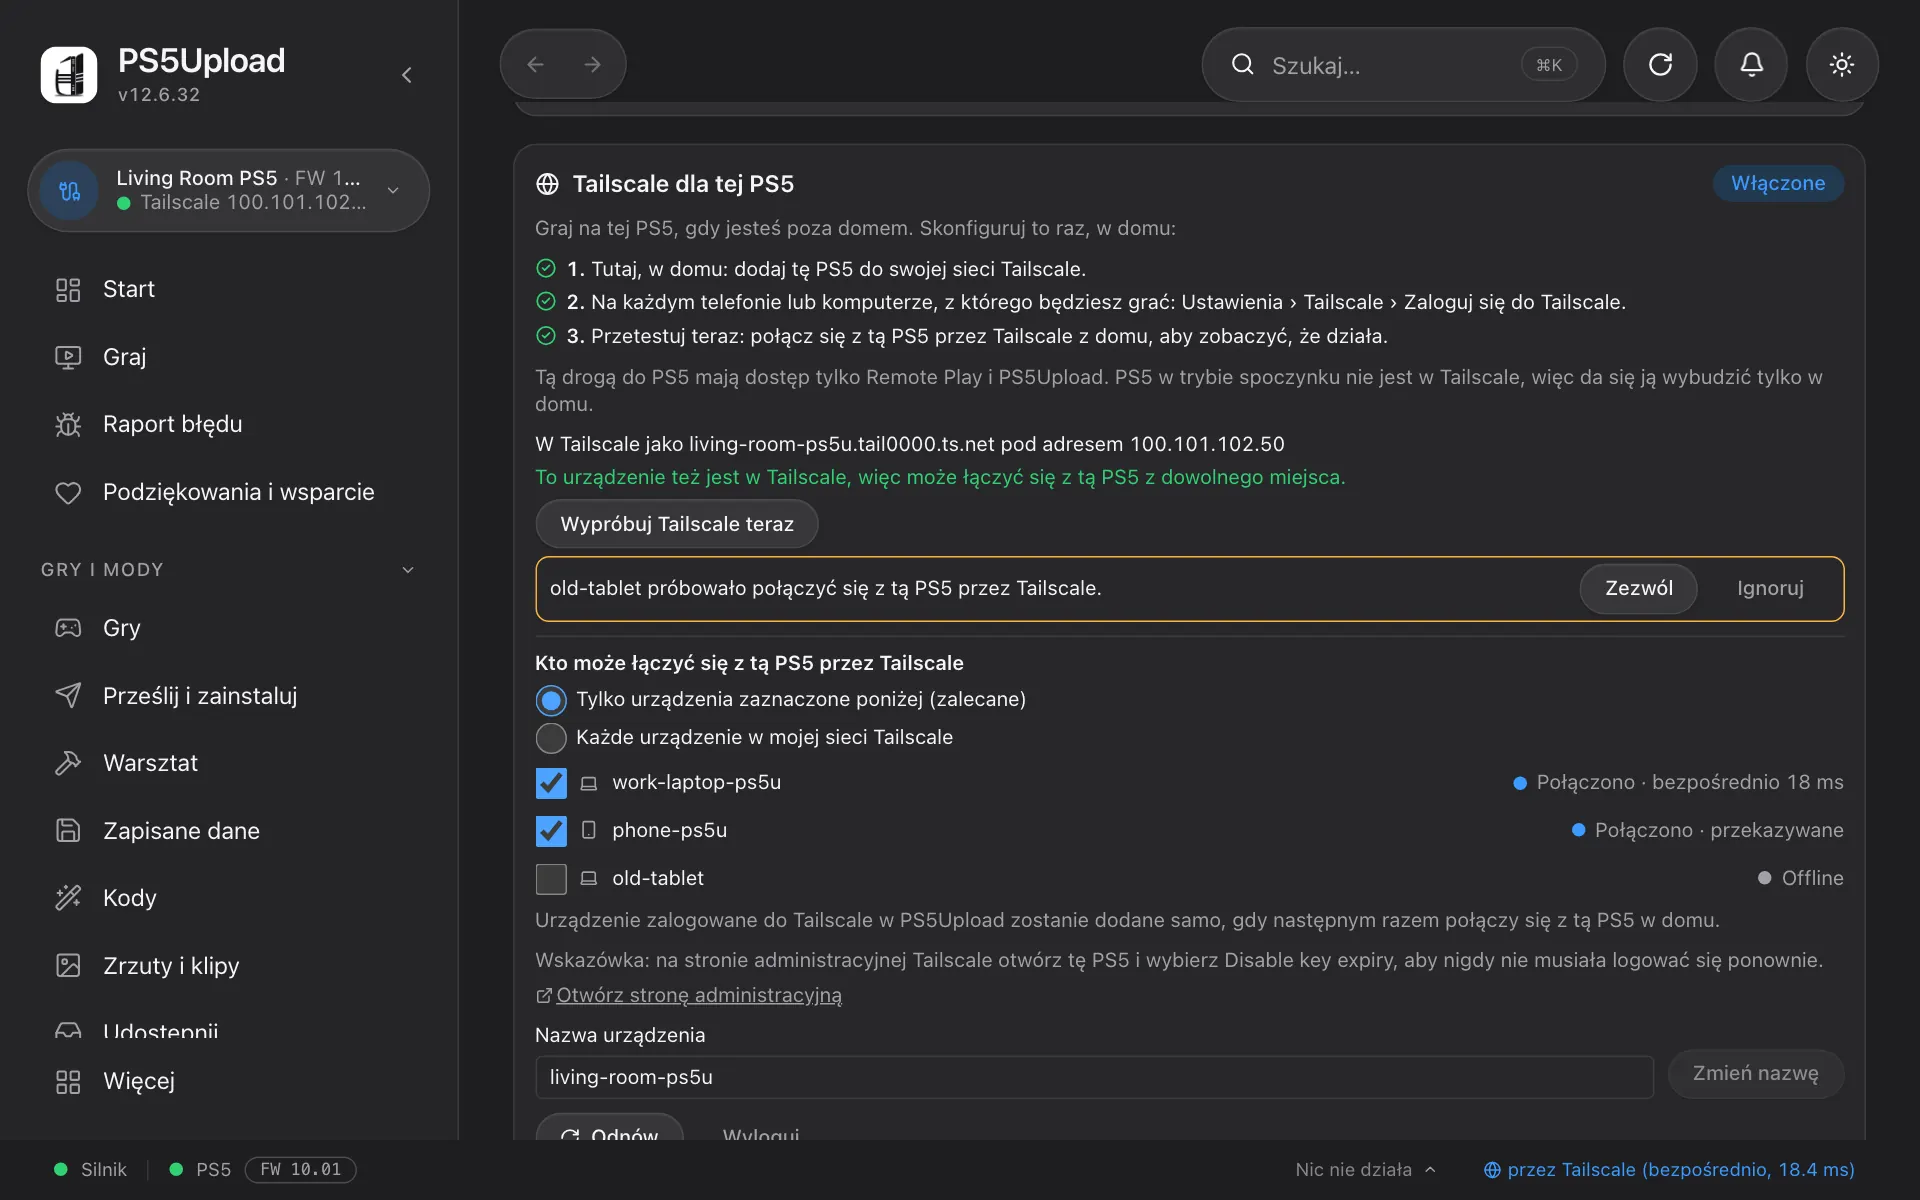 PS5Upload
v12.6.32
Living Room PS5 · FW 1...
Tailscale 100.101.102...
Start
Graj
Raport błędu
Podziękowania i wsparcie
GRY I MODY
Gry
Prześlij i zainstaluj
Warsztat
Zapisane dane
Kody
Zrzuty i klipy
Udostępnij
Więcej
Szukaj...
⌘K
Tailscale dla tej PS5
Włączone
Graj na tej PS5, gdy jesteś poza domem. Skonfiguruj to raz, w domu:
1. Tutaj, w domu: dodaj tę PS5 do swojej sieci Tailscale.
2. Na każdym telefonie lub komputerze, z którego będziesz grać: Ustawienia › Tailscale › Zaloguj się do Tailscale.
3. Przetestuj teraz: połącz się z tą PS5 przez Tailscale z domu, aby zobaczyć, że działa.
Tą drogą do PS5 mają dostęp tylko Remote Play i PS5Upload. PS5 w trybie spoczynku nie jest w Tailscale, więc da się ją wybudzić tylko w
domu.
W Tailscale jako living-room-ps5u.tail0000.ts.net pod adresem 100.101.102.50
To urządzenie też jest w Tailscale, więc może łączyć się z tą PS5 z dowolnego miejsca.
Wypróbuj Tailscale teraz
old-tablet próbowało połączyć się z tą PS5 przez Tailscale.
Zezwól
Ignoruj
Kto może łączyć się z tą PS5 przez Tailscale
Tylko urządzenia zaznaczone poniżej (zalecane)
Każde urządzenie w mojej sieci Tailscale
work-laptop-ps5u
Połączono · bezpośrednio 18 ms
phone-ps5u
Połączono · przekazywane
old-tablet
Offline
Urządzenie zalogowane do Tailscale w PS5Upload zostanie dodane samo, gdy następnym razem połączy się z tą PS5 w domu.
Wskazówka: na stronie administracyjnej Tailscale otwórz tę PS5 i wybierz Disable key expiry, aby nigdy nie musiała logować się ponownie.
Otwórz stronę administracyjną
Nazwa urządzenia
living-room-ps5u
Zmień nazwę
Odnów
Wyloguj
Silnik
PS5
FW 10.01
Nic nie działa
przez Tailscale (bezpośrednio, 18.4 ms)